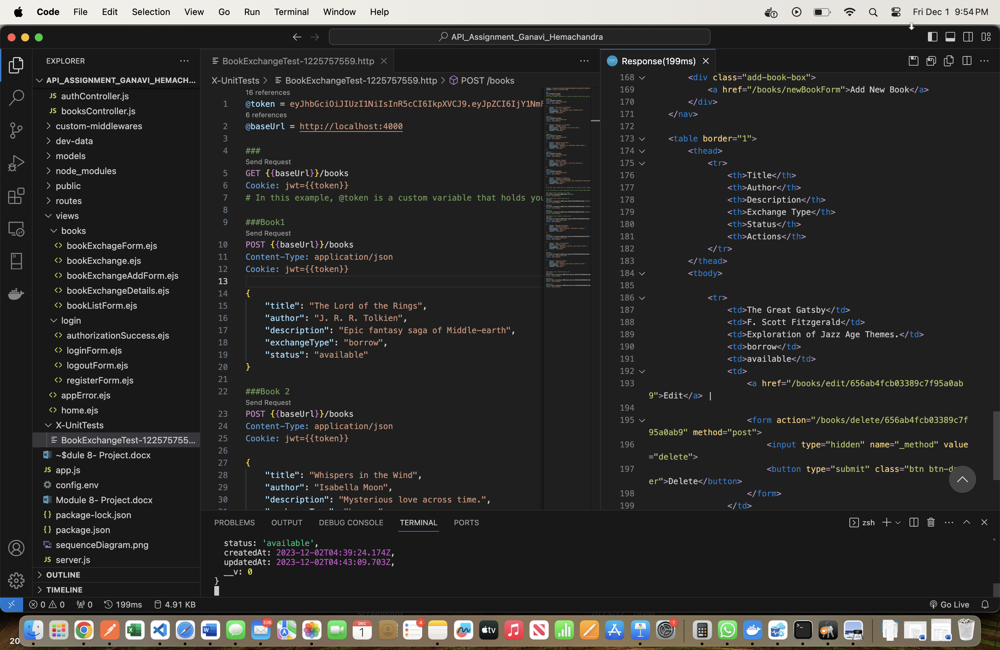 Code File Edit Selection View Go Run Terminal Window Help Fri Dec 1 9:54 PM
API_Assignment_Ganavi_Hemachandra
EXPLORER
API_ASSIGNMENT_GANAVI_HEMACH...
JS authController.js
JS booksController.js
custom-middlewares
dev-data
models
node_modules
public
routes
views
books
<> bookExchageForm.ejs
<> bookExchange.ejs
<> bookExchangeAddForm.ejs
<> bookExchangeDetails.ejs
<> bookListForm.ejs
login
<> authorizationSuccess.ejs
<> loginForm.ejs
<> logoutForm.ejs
<> registerForm.ejs
<> appError.ejs
<> home.ejs
X-UnitTests
BookExchangeTest-122575755...
~$dule 8- Project.docx
JS app.js
config.env
Module 8- Project.docx
{} package-lock.json
{} package.json
sequenceDiagram.png
JS server.js
OUTLINE
TIMELINE
BookExchangeTest-1225757559.http
X-UnitTests > BookExchangeTest-1225757559.http > POST /books
16 references
1 @token = eyJhbGciOiJIUzI1NiIsInR5cCI6IkpXVCJ9.eyJpZCI6IjY1Nm
6 references
2 @baseUrl = http://localhost:4000
3
4 ###
Send Request
5 GET {{baseUrl}}/books
6 Cookie: jwt={{token}}
7 # In this example, @token is a custom variable that holds you
8
9 ###Book1
Send Request
10 POST {{baseUrl}}/books
11 Content-Type: application/json
12 Cookie: jwt={{token}}
13
14 {
15 "title": "The Lord of the Rings",
16 "author": "J. R. R. Tolkien",
17 "description": "Epic fantasy saga of Middle-earth",
18 "exchangeType": "borrow",
19 "status": "available"
20 }
21
22 ###Book 2
Send Request
23 POST {{baseUrl}}/books
24 Content-Type: application/json
25 Cookie: jwt={{token}}
26
27 {
28 "title": "Whispers in the Wind",
29 "author": "Isabella Moon",
30 "description": "Mysterious love across time.",
Response(199ms)
168 <div class="add-book-box">
169 <a href="/books/newBookForm">Add New Book</a>
170 </div>
171 </nav>
172
173 <table border="1">
174 <thead>
175 <tr>
176 <th>Title</th>
177 <th>Author</th>
178 <th>Description</th>
179 <th>Exchange Type</th>
180 <th>Status</th>
181 <th>Actions</th>
182 </tr>
183 </thead>
184 <tbody>
185
186 <tr>
187 <td>The Great Gatsby</td>
188 <td>F. Scott Fitzgerald</td>
189 <td>Exploration of Jazz Age Themes.</td>
190 <td>borrow</td>
191 <td>available</td>
192 <td>
193 <a href="/books/edit/656ab4fcb03389c7f95a0ab
9">Edit</a> |
194
195 <form action="/books/delete/656ab4fcb03389c7f
95a0ab9" method="post">
196 <input type="hidden" name="_method" value
="delete">
197 <button type="submit" class="btn btn-da
er">Delete</button>
198 </form>
199 </td>
PROBLEMS OUTPUT DEBUG CONSOLE TERMINAL PORTS zsh
status: 'available',
createdAt: 2023-12-02T04:39:24.174Z,
updatedAt: 2023-12-02T04:43:09.703Z,
__v: 0
}
0 0 0 199ms 4.91 KB Go Live
336
DEC
1
4
tv
1
20